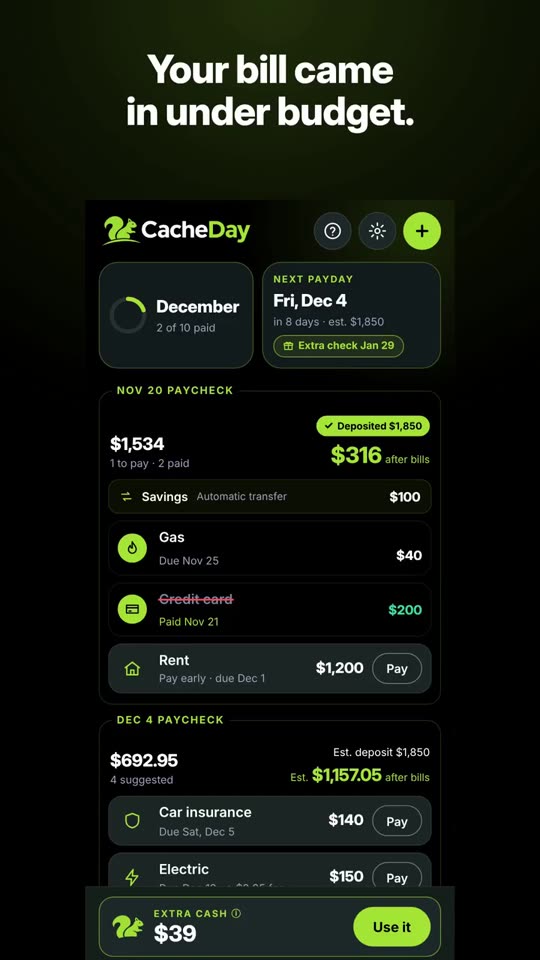 Your bill came
in under budget.
CacheDay
December
2 of 10 paid
NEXT PAYDAY
Fri, Dec 4
in 8 days · est. $1,850
Extra check Jan 29
NOV 20 PAYCHECK
Deposited $1,850
$1,534
$316 after bills
1 to pay · 2 paid
Savings Automatic transfer $100
Gas
Due Nov 25
$40
Credit card
Paid Nov 21
$200
Rent
Pay early · due Dec 1
$1,200 Pay
DEC 4 PAYCHECK
Est. deposit $1,850
$692.95
Est. $1,157.05 after bills
4 suggested
Car insurance
Due Sat, Dec 5
$140 Pay
Electric
$150 Pay
EXTRA CASH
$39
Use it